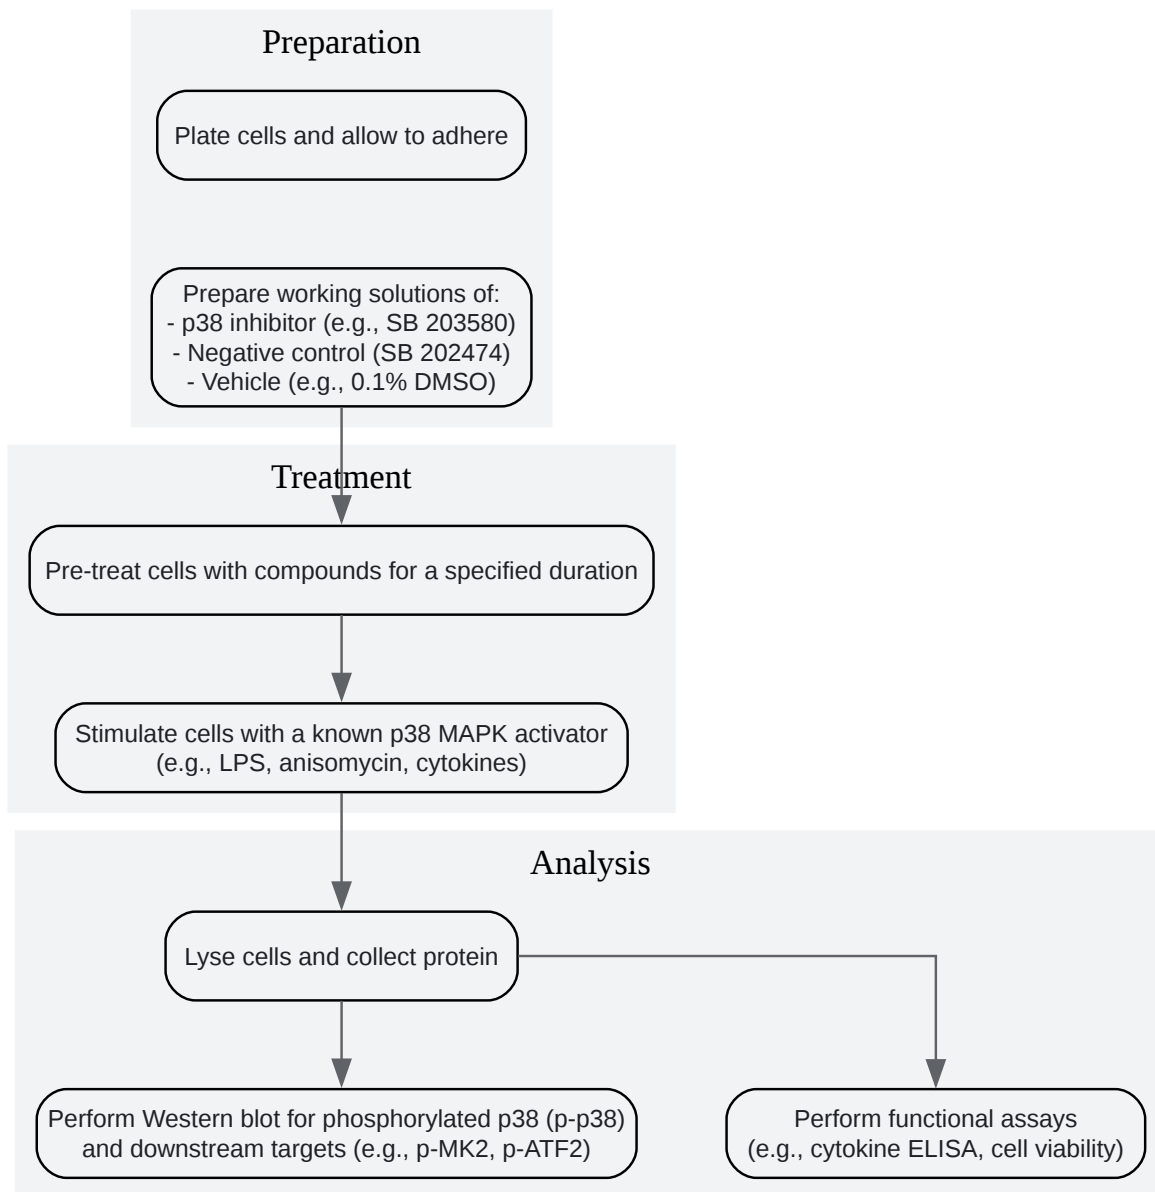 Preparation
Plate cells and allow to adhere
Prepare working solutions of:
- p38 inhibitor (e.g., SB 203580)
- Negative control (SB 202474)
- Vehicle (e.g., 0.1% DMSO)
Treatment
Pre-treat cells with compounds for a specified duration
Stimulate cells with a known p38 MAPK activator
(e.g., LPS, anisomycin, cytokines)
Analysis
Lyse cells and collect protein
Perform Western blot for phosphorylated p38 (p-p38)
and downstream targets (e.g., p-MK2, p-ATF2)
Perform functional assays
(e.g., cytokine ELISA, cell viability)